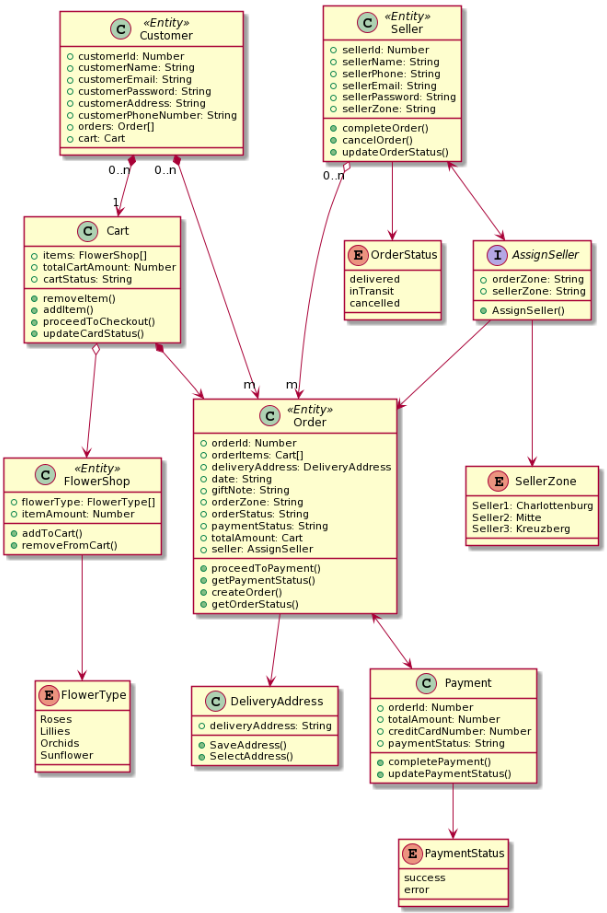 C
«Entity»
Customer
customerId: Number
customerName: String
customerEmail: String
customerPassword: String
customerAddress: String
customerPhoneNumber: String
orders: Order[]
cart: Cart
C
«Entity»
Seller
sellerId: Number
sellerName: String
sellerPhone: String
sellerEmail: String
sellerPassword: String
sellerZone: String
completeOrder()
cancelOrder()
updateOrderStatus()
0..n
0..n
0..n
1
C
Cart
items: FlowerShop[]
totalCartAmount: Number
cartStatus: String
removeItem()
addItem()
proceedToCheckout()
updateCardStatus()
E
OrderStatus
delivered
inTransit
cancelled
I
AssignSeller
orderZone: String
sellerZone: String
AssignSeller()
m
m
C
«Entity»
Order
orderId: Number
orderItems: Cart[]
deliveryAddress: DeliveryAddress
date: String
giftNote: String
orderZone: String
orderStatus: String
paymentStatus: String
totalAmount: Cart
seller: AssignSeller
proceedToPayment()
getPaymentStatus()
createOrder()
getOrderStatus()
C
«Entity»
FlowerShop
flowerType: FlowerType[]
itemAmount: Number
addToCart()
removeFromCart()
E
SellerZone
Seller1: Charlottenburg
Seller2: Mitte
Seller3: Kreuzberg
E
FlowerType
Roses
Lillies
Orchids
Sunflower
C
DeliveryAddress
deliveryAddress: String
SaveAddress()
SelectAddress()
C
Payment
orderId: Number
totalAmount: Number
creditCardNumber: Number
paymentStatus: String
completePayment()
updatePaymentStatus()
E
PaymentStatus
success
error